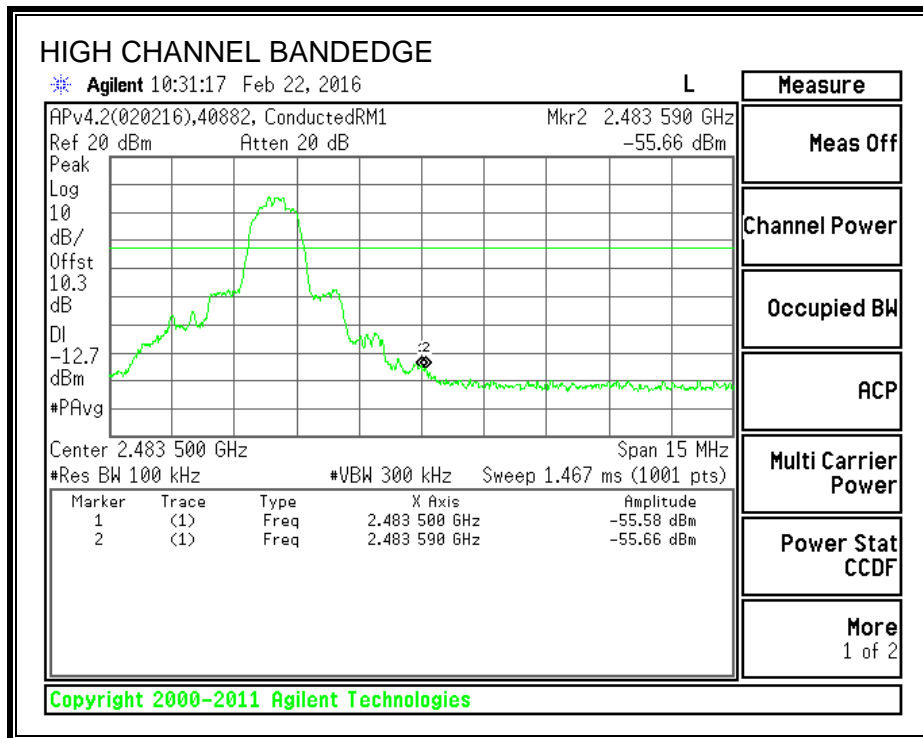 HIGH CHANNEL BANDEDGE
Agilent 10:31:17 Feb 22, 2016 L
APv4.2(020216),40882, ConductedRM1 Mkr2 2.483 590 GHz
Ref 20 dBm Atten 20 dB -55.66 dBm
Peak
Log
10
dB/
Offst
10.3
dB
DI
-12.7
dBm
#PAvg
2
Center 2.483 500 GHz Span 15 MHz
#Res BW 100 kHz #VBW 300 kHz Sweep 1.467 ms (1001 pts)
Marker Trace Type X Axis Amplitude
1 (1) Freq 2.483 500 GHz -55.58 dBm
2 (1) Freq 2.483 590 GHz -55.66 dBm
Measure
Meas Off
Channel Power
Occupied BW
ACP
Multi Carrier
Power
Power Stat
CCDF
More
1 of 2
Copyright 2000-2011 Agilent Technologies